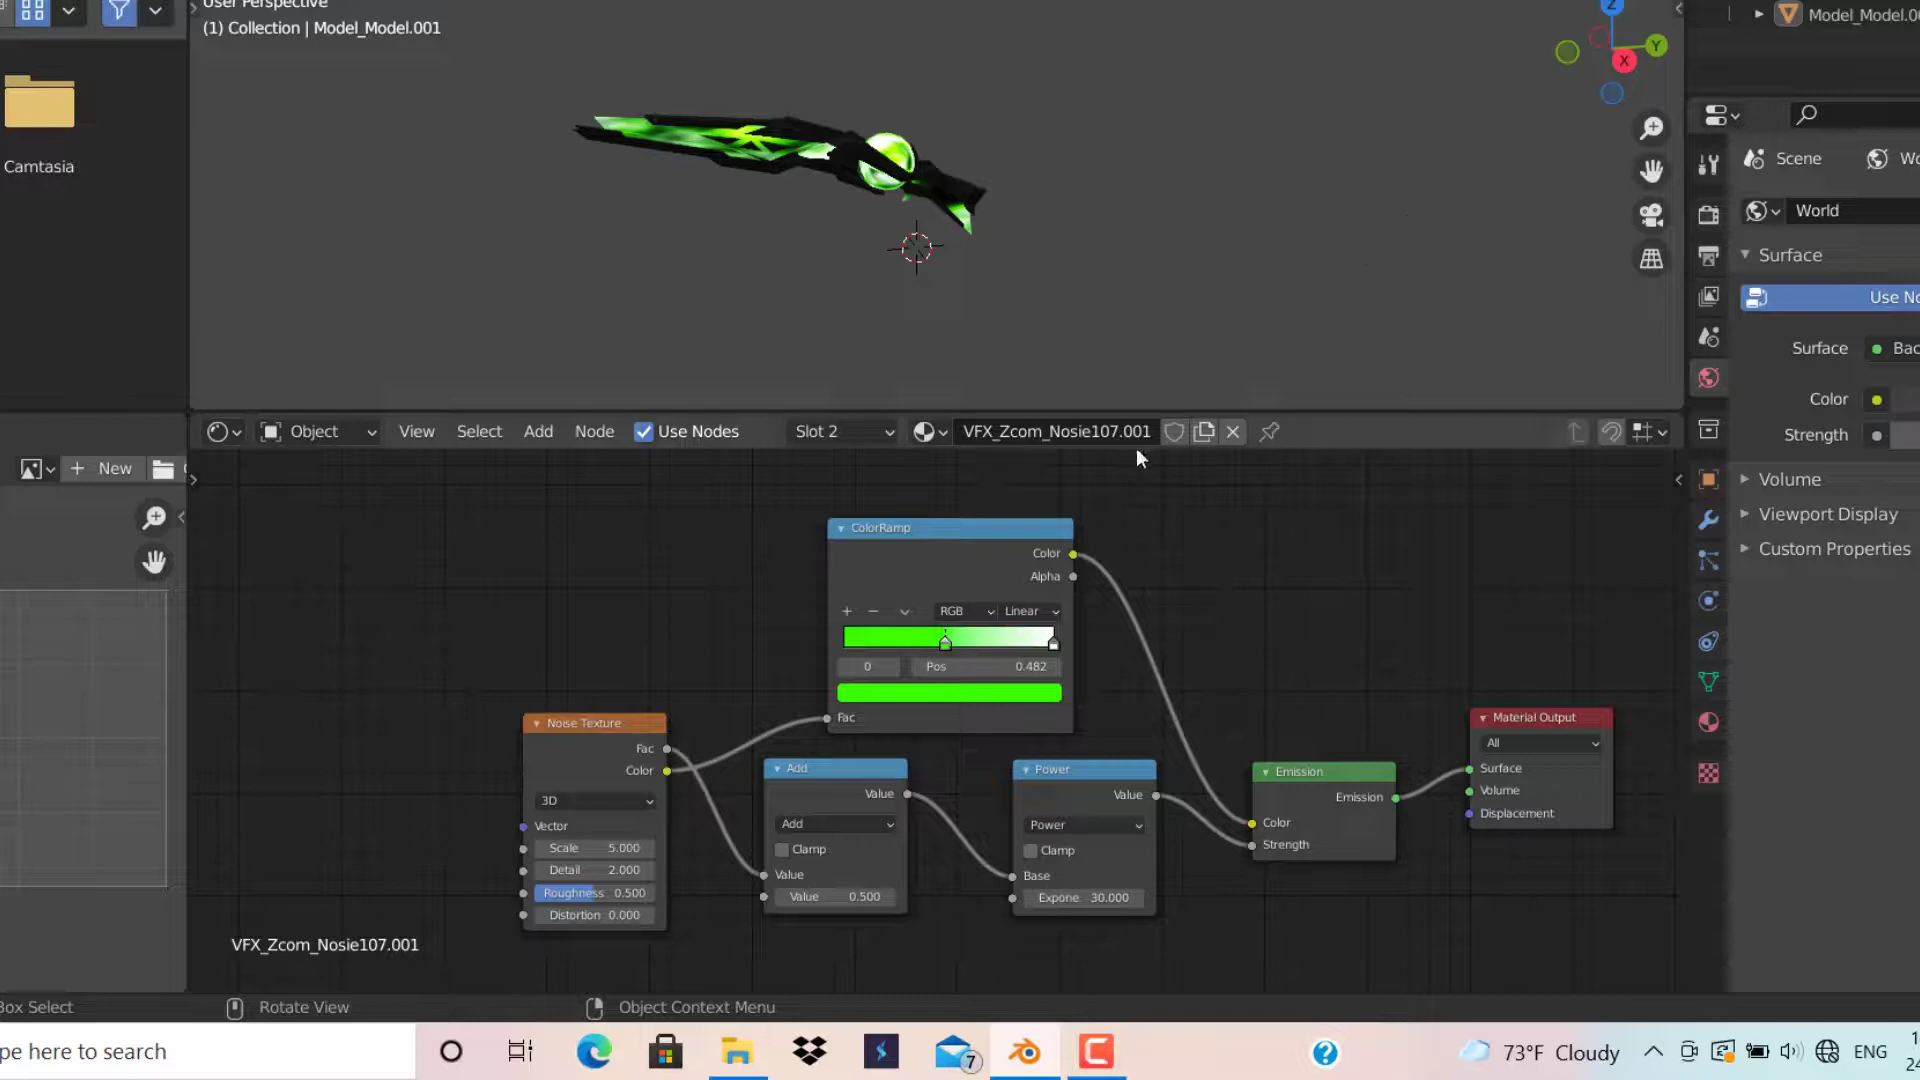 User Perspective
(1) Collection | Model_Model.001
Z
Y
X
Camtasia
Model_Model.0
Scene
World
Surface
Surface
Color
Strength
Volume
Viewport Display
Custom Properties
Object
View
Select
Add
Node
Use Nodes
Slot 2
VFX_Zcom_Nosie107.001
+ New
ColorRamp
Color
Alpha
+
−
RGB
Linear
0
Pos 0.482
Fac
Noise Texture
Fac
Color
3D
Vector
Scale 5.000
Detail 2.000
Roughness 0.500
Distortion 0.000
Add
Value
Add
Clamp
Value
Value 0.500
Power
Value
Power
Clamp
Base
Expone 30.000
Emission
Emission
Color
Strength
Material Output
All
Surface
Volume
Displacement
VFX_Zcom_Nosie107.001
Box Select
Rotate View
Object Context Menu
pe here to search
7
73°F Cloudy
ENG